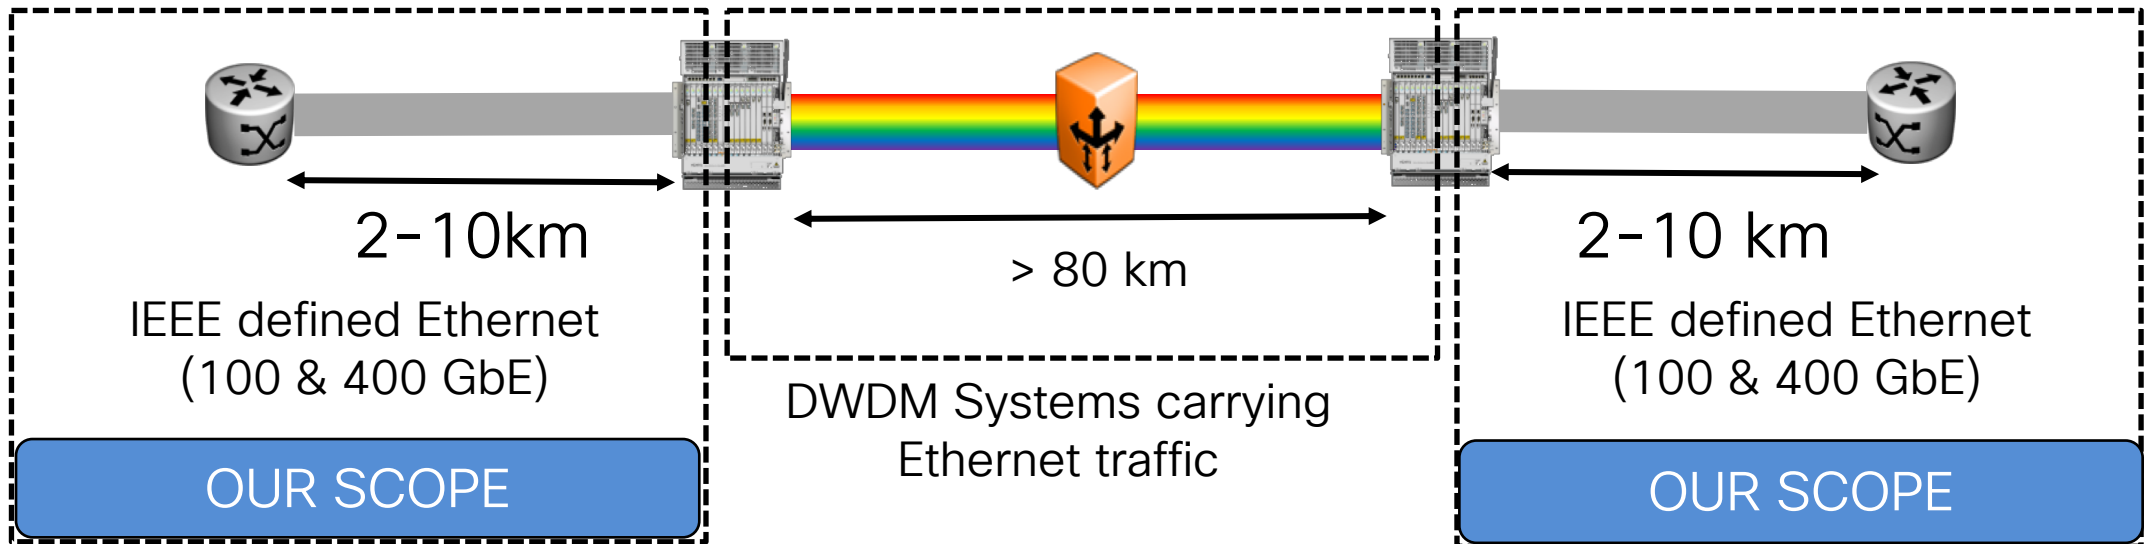 2-10km
IEEE defined Ethernet
(100 & 400 GbE)
OUR SCOPE
> 80 km
DWDM Systems carrying
Ethernet traffic
2-10 km
IEEE defined Ethernet
(100 & 400 GbE)
OUR SCOPE